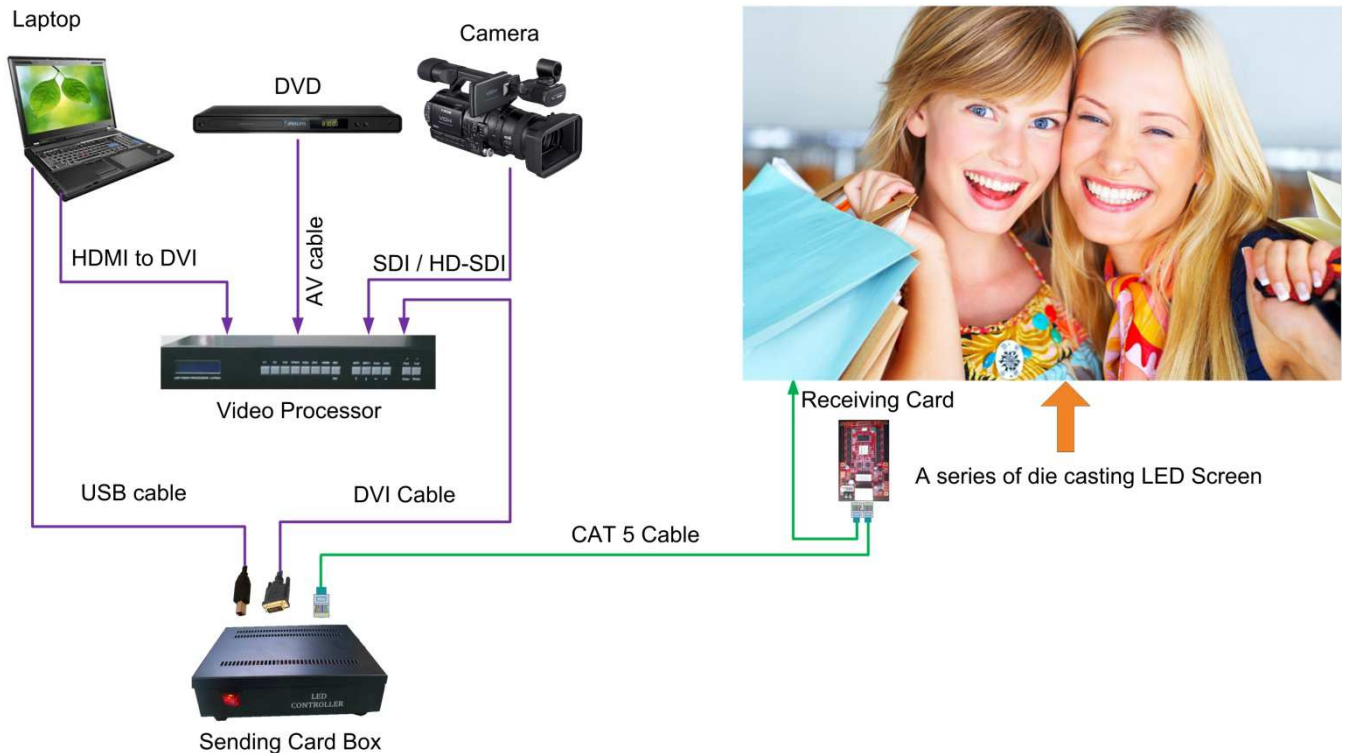 Laptop
Camera
DVD
HDMI to DVI
AV cable
SDI / HD-SDI
Video Processor
Receiving Card
A series of die casting LED Screen
USB cable
DVI Cable
CAT 5 Cable
LED
CONTROLLER
Sending Card Box